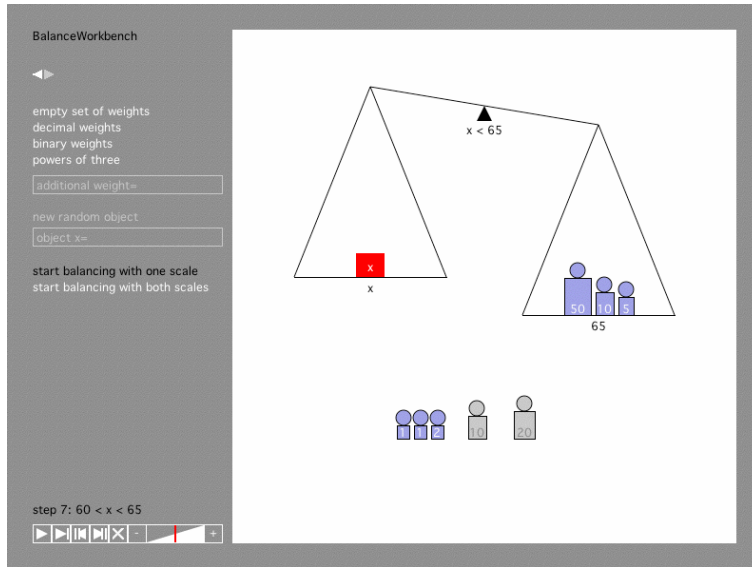 BalanceWorkbench
empty set of weights
decimal weights
binary weights
powers of three
additional weight=
new random object
object x=
start balancing with one scale
start balancing with both scales
step 7: 60 < x < 65
- +
x < 65
x
x
50 10 5
65
1 1 2 10 20